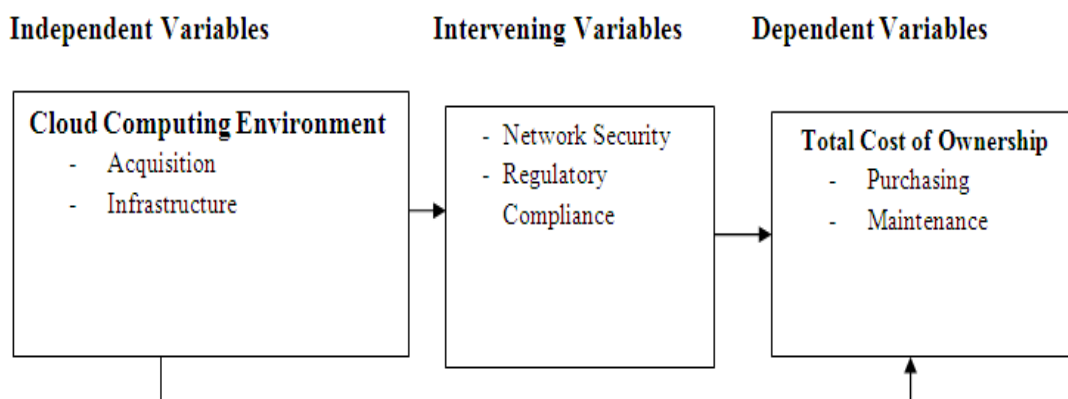 Independent Variables
Intervening Variables
Dependent Variables
Cloud Computing Environment
- Acquisition
- Infrastructure
- Network Security
- Regulatory
Compliance
Total Cost of Ownership
- Purchasing
- Maintenance